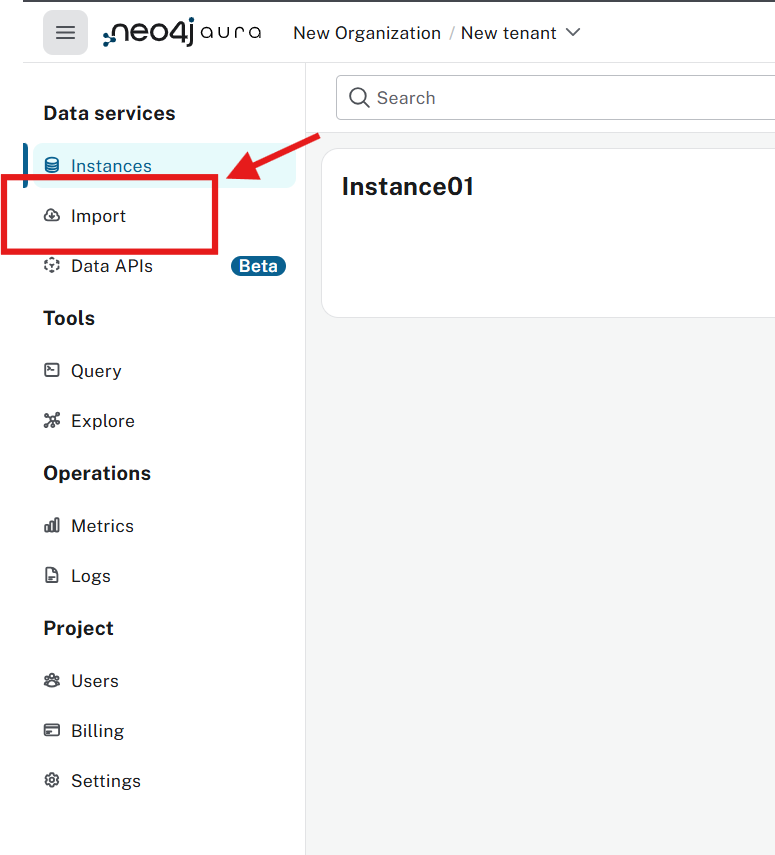 neo4j aura New Organization / New tenant
Search
Data services
Instances
Import
Data APIs Beta
Tools
Query
Explore
Operations
Metrics
Logs
Project
Users
Billing
Settings
Instance01